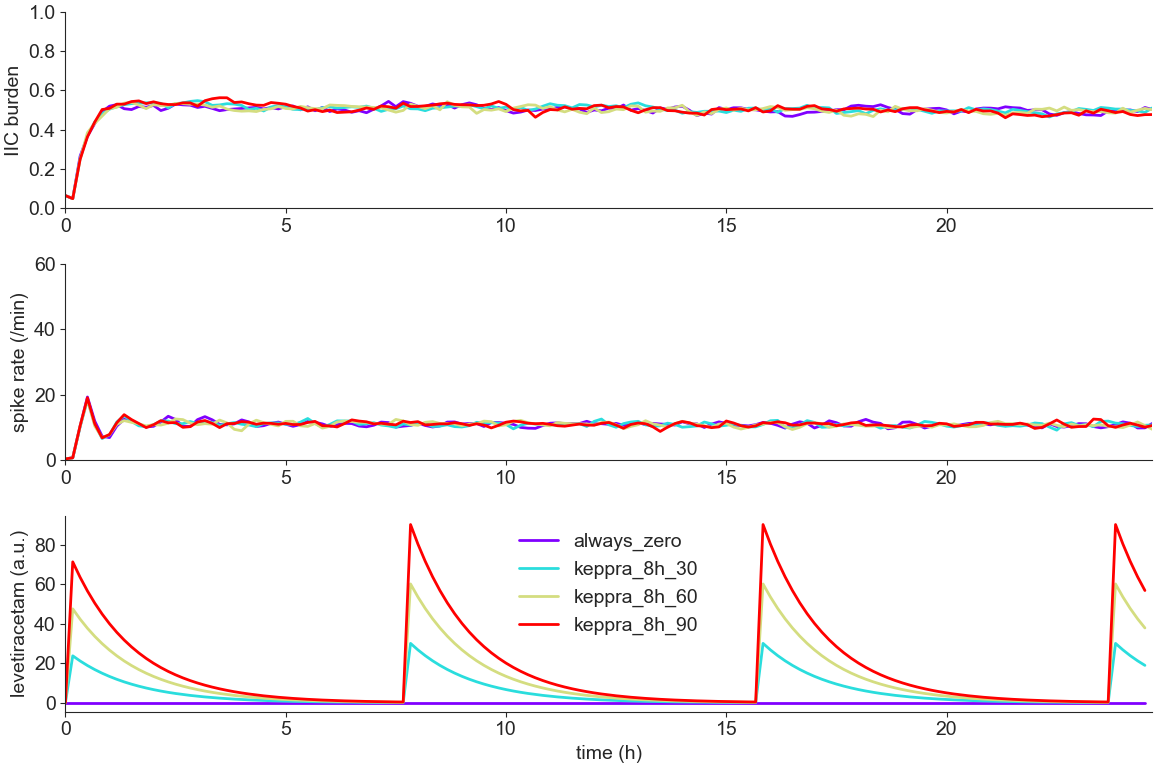 IIC burden
1.0
0.8
0.6
0.4
0.2
0.0
0 5 10 15 20
spike rate (/min)
60
40
20
0
0 5 10 15 20
levetiracetam (a.u.)
80
60
40
20
0
always_zero
keppra_8h_30
keppra_8h_60
keppra_8h_90
0 5 10 15 20
time (h)